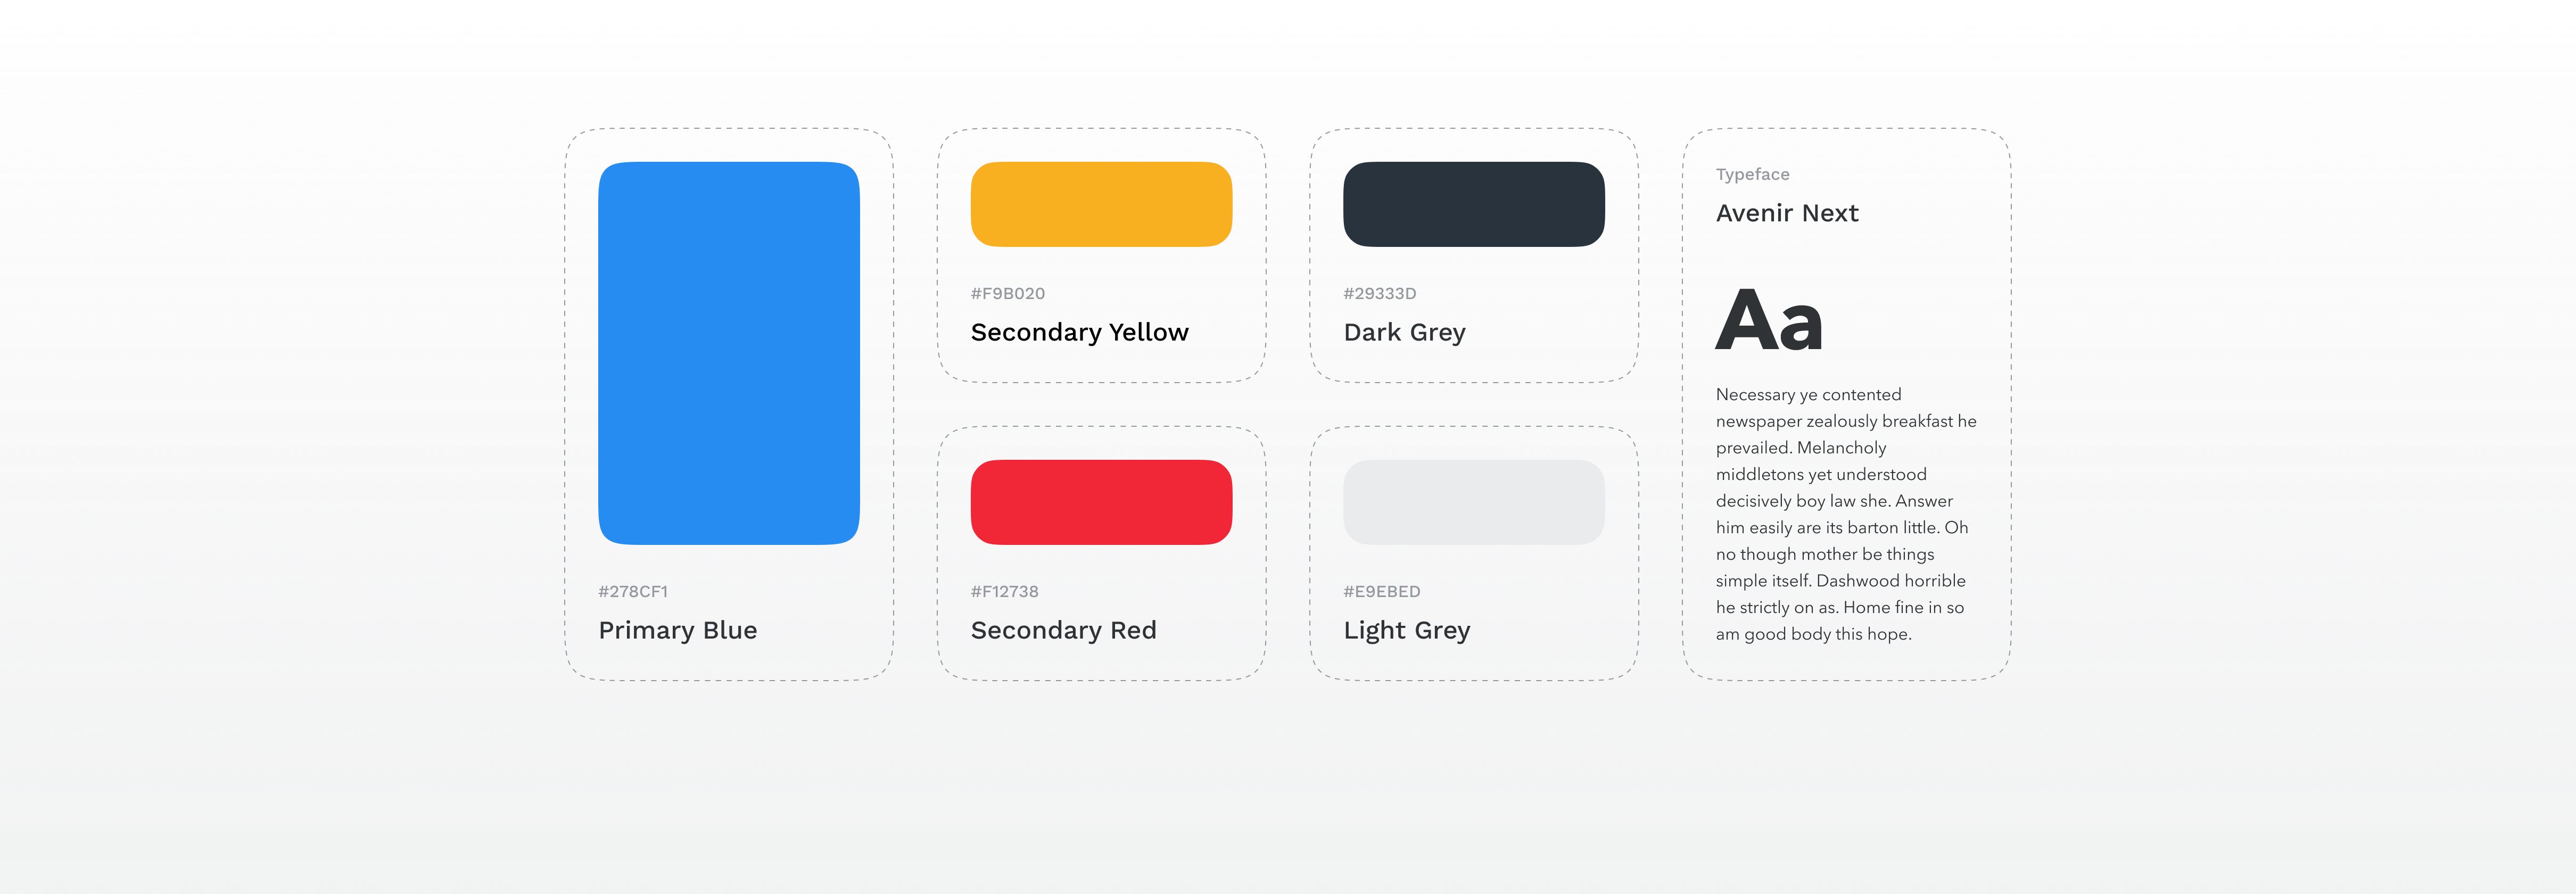 #278CF1
Primary Blue
#F9B020
Secondary Yellow
#F12738
Secondary Red
#29333D
Dark Grey
#E9EBED
Light Grey
Typeface
Avenir Next
Aa
Necessary ye contented
newspaper zealously breakfast he
prevailed. Melancholy
middletons yet understood
decisively boy law she. Answer
him easily are its barton little. Oh
no though mother be things
simple itself. Dashwood horrible
he strictly on as. Home fine in so
am good body this hope.